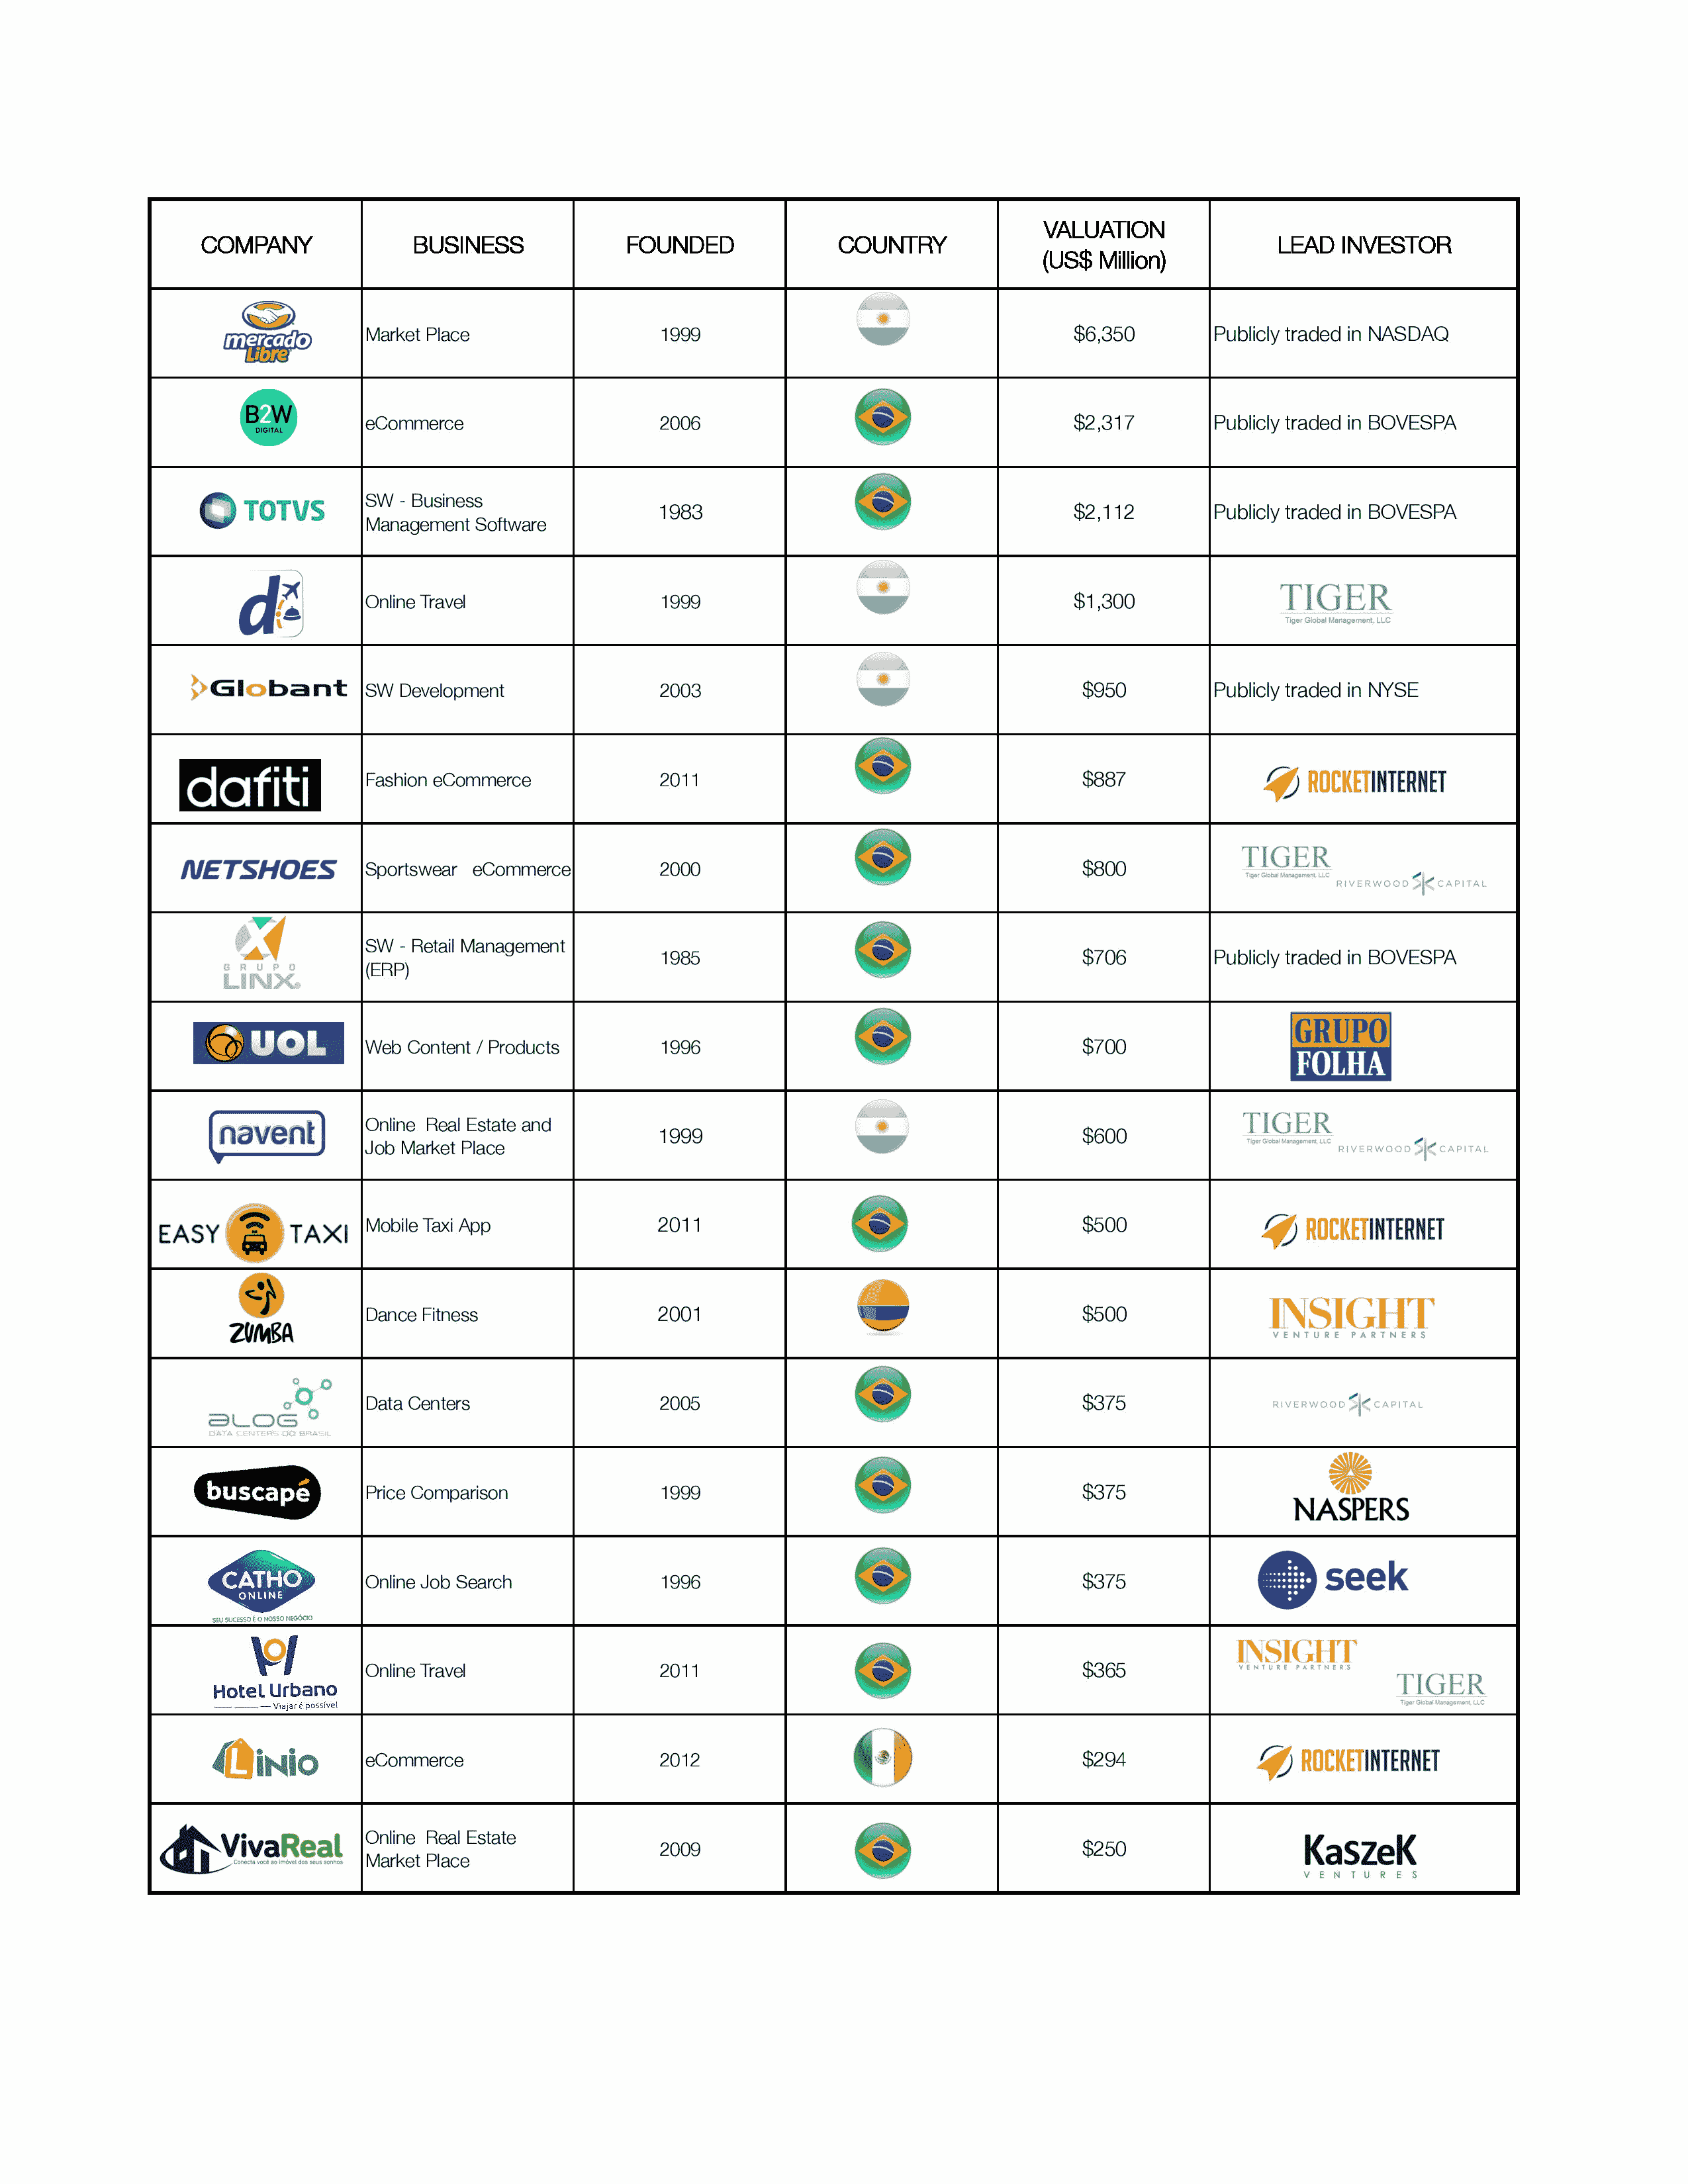 COMPANY BUSINESS FOUNDED COUNTRY VALUATION (US$ Million) LEAD INVESTOR
mercado libre Market Place 1999 $6,350 Publicly traded in NASDAQ
B2W DIGITAL eCommerce 2006 $2,317 Publicly traded in BOVESPA
TOTVS SW - Business Management Software 1983 $2,112 Publicly traded in BOVESPA
d Online Travel 1999 $1,300 TIGER Tiger Global Management, LLC
Globant SW Development 2003 $950 Publicly traded in NYSE
dafiti Fashion eCommerce 2011 $887 ROCKETINTERNET
NETSHOES Sportswear eCommerce 2000 $800 TIGER Tiger Global Management, LLC RIVERWOOD CAPITAL
GRUPO LINX SW - Retail Management (ERP) 1985 $706 Publicly traded in BOVESPA
UOL Web Content / Products 1996 $700 GRUPO FOLHA
navent Online Real Estate and Job Market Place 1999 $600 TIGER Tiger Global Management, LLC RIVERWOOD CAPITAL
EASY TAXI Mobile Taxi App 2011 $500 ROCKETINTERNET
ZUMBA Dance Fitness 2001 $500 INSIGHT VENTURE PARTNERS
ALOG DATA CENTERS DO BRASIL Data Centers 2005 $375 RIVERWOOD CAPITAL
buscapé Price Comparison 1999 $375 NASPERS
CATHO ONLINE SEU SUCESSO É O NOSSO NEGÓCIO Online Job Search 1996 $375 seek
Hotel Urbano Viajar é possível Online Travel 2011 $365 INSIGHT VENTURE PARTNERS TIGER Tiger Global Management, LLC
LiNiO eCommerce 2012 $294 ROCKETINTERNET
VivaReal Conecta você ao imóvel dos seus sonhos Online Real Estate Market Place 2009 $250 KaszeK VENTURES